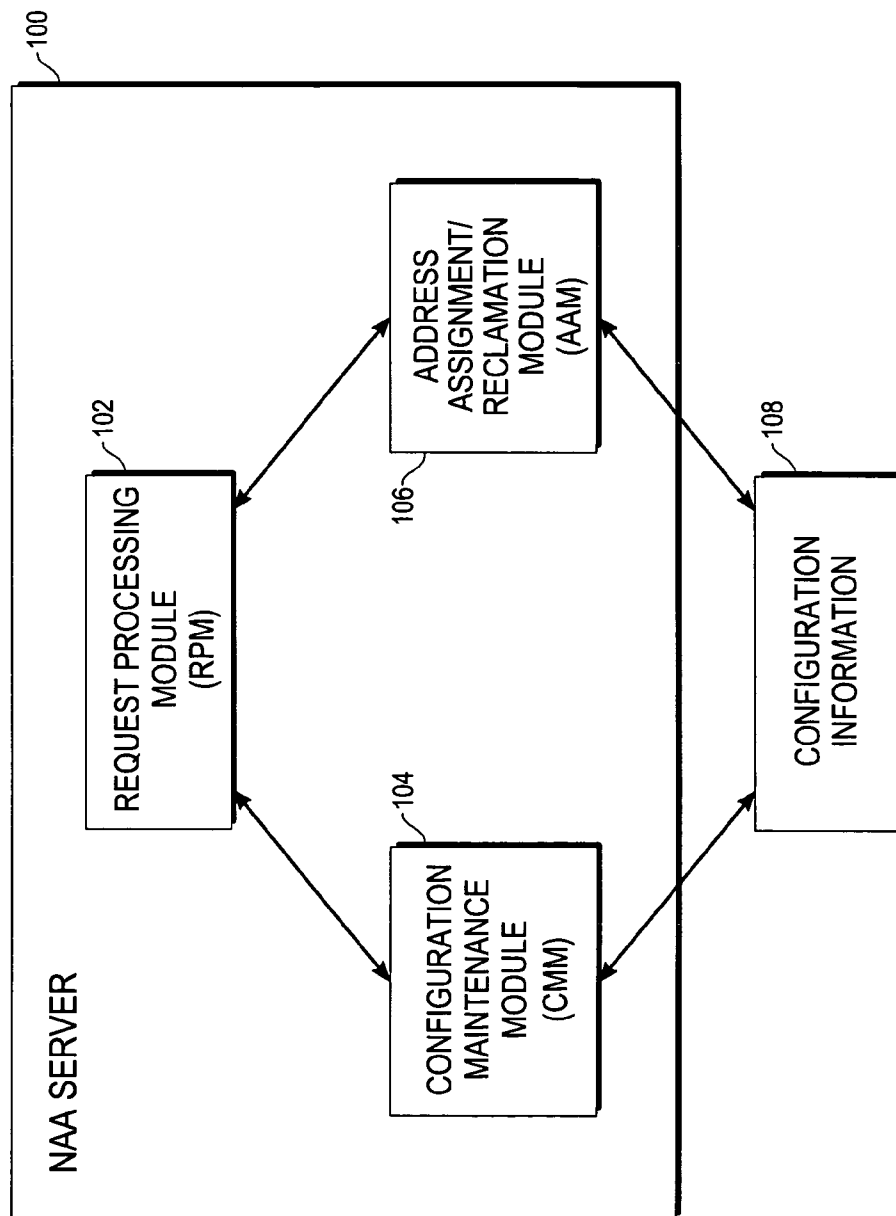 NAA SERVER
100
REQUEST PROCESSING
MODULE
(RPM)
102
CONFIGURATION
MAINTENANCE
MODULE
(CMM)
104
ADDRESS
ASSIGNMENT/
RECLAMATION
MODULE
(AAM)
106
CONFIGURATION
INFORMATION
108